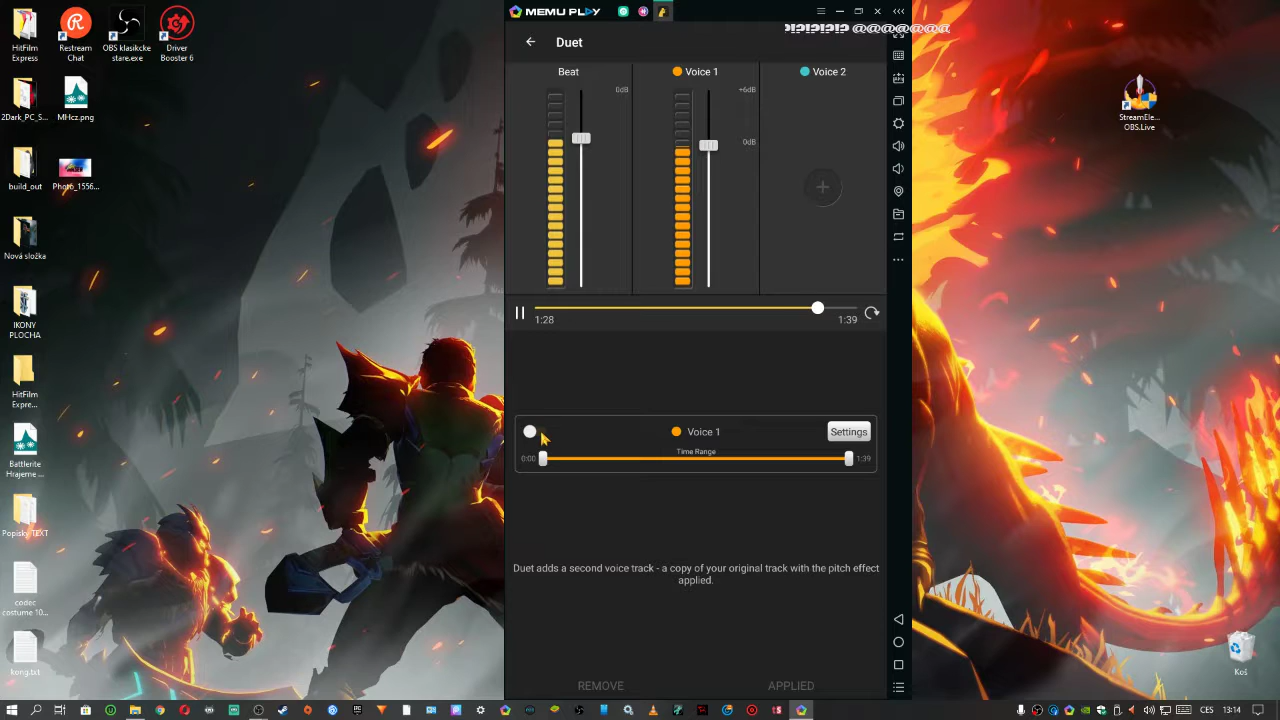 HitFilm
Express
Restream
Chat
OBS klasikcke
stare.exe
Driver
Booster 6
2Dark_PC_S...
MHcz.png
build_out
Phot6_1556...
Nová složka
IKONY
PLOCHA
HitFilm
Expre...
Battlerite
Hrajeme ...
Popisky TEXT
codec
costume 10...
kong.txt
MEMU PLAY
Duet
Beat
Voice 1
Voice 2
0dB
+6dB
0dB
1:28
1:39
Voice 1
Settings
0:00
Time Range
1:39
Duet adds a second voice track - a copy of your original track with the pitch effect
applied.
REMOVE
APPLIED
StreamEle...
OBS.Live
Koš
CES
13:14